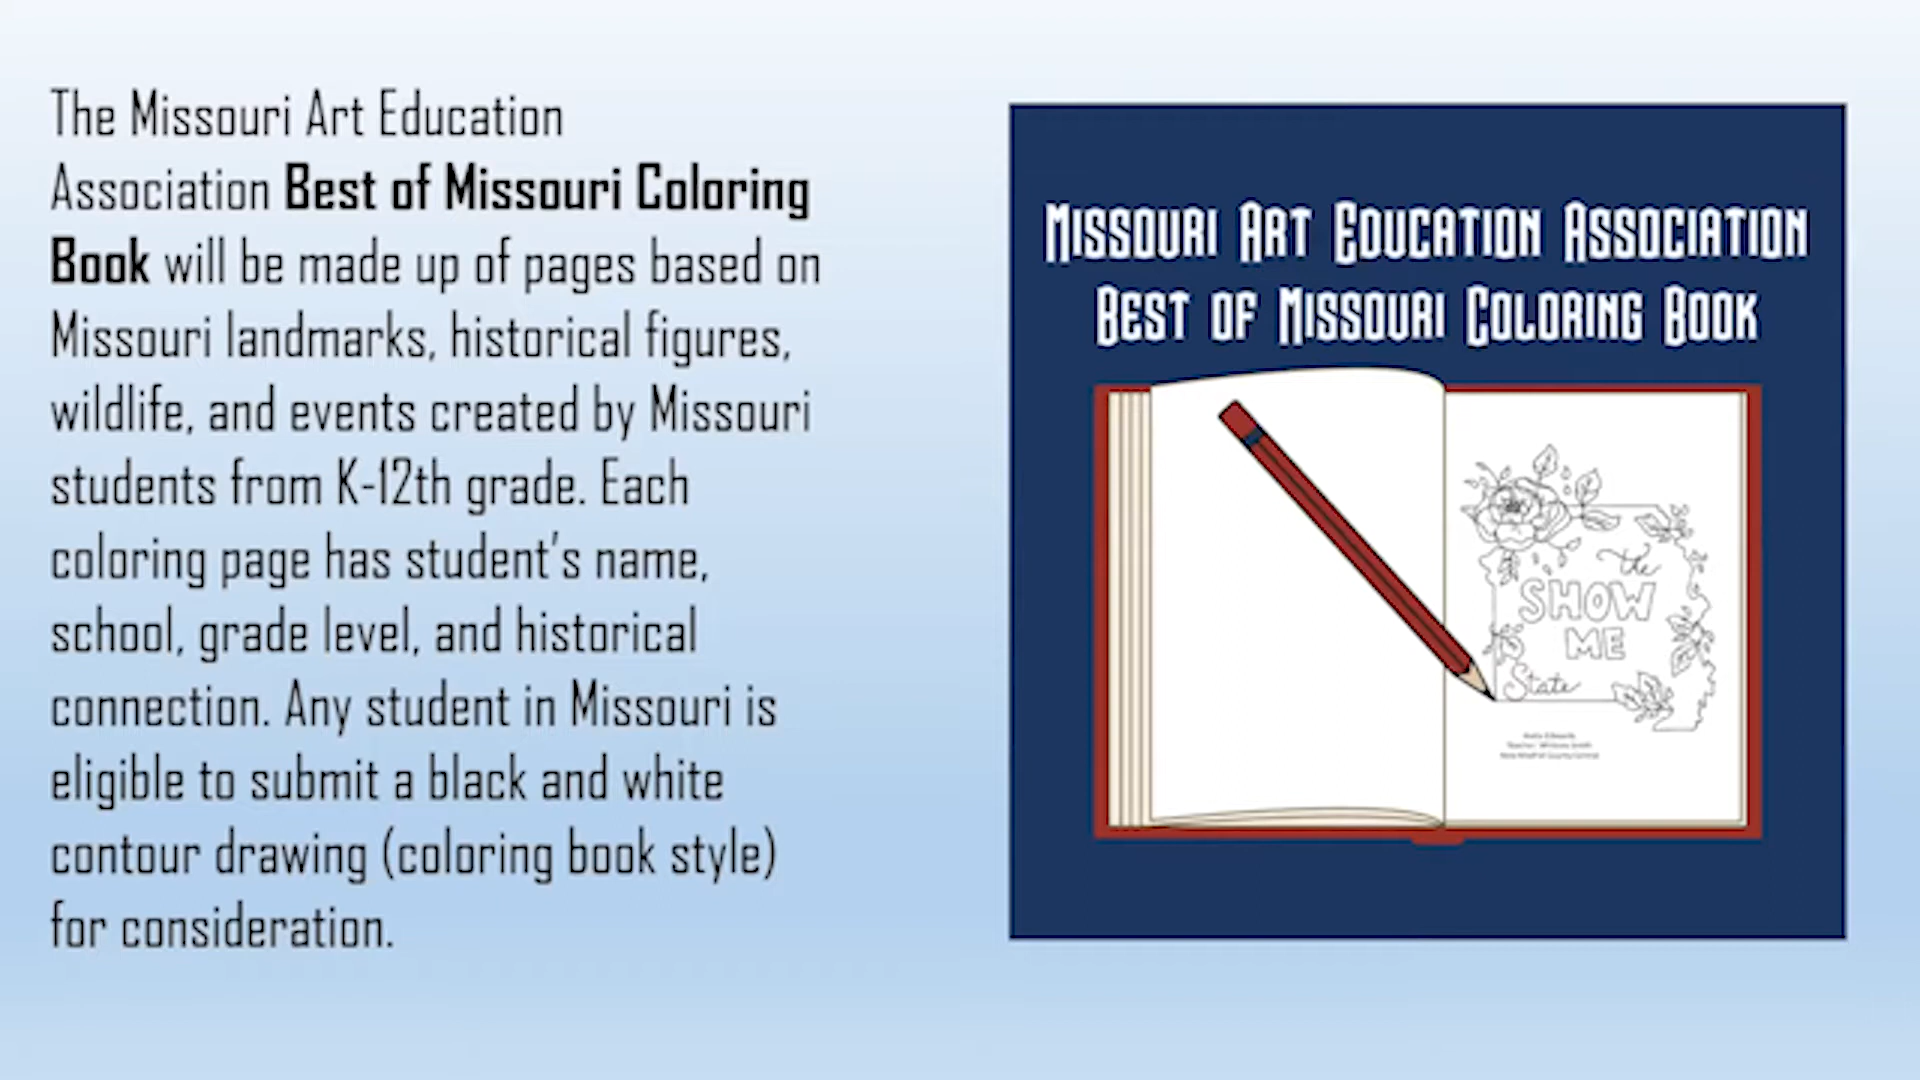 The Missouri Art Education
Association Best of Missouri Coloring
Book will be made up of pages based on
Missouri landmarks, historical figures,
wildlife, and events created by Missouri
students from K-12th grade. Each
coloring page has student's name,
school, grade level, and historical
connection. Any student in Missouri is
eligible to submit a black and white
contour drawing (coloring book style)
for consideration.
Missouri Art Education Association
Best of Missouri Coloring Book
the
SHOW
ME
State